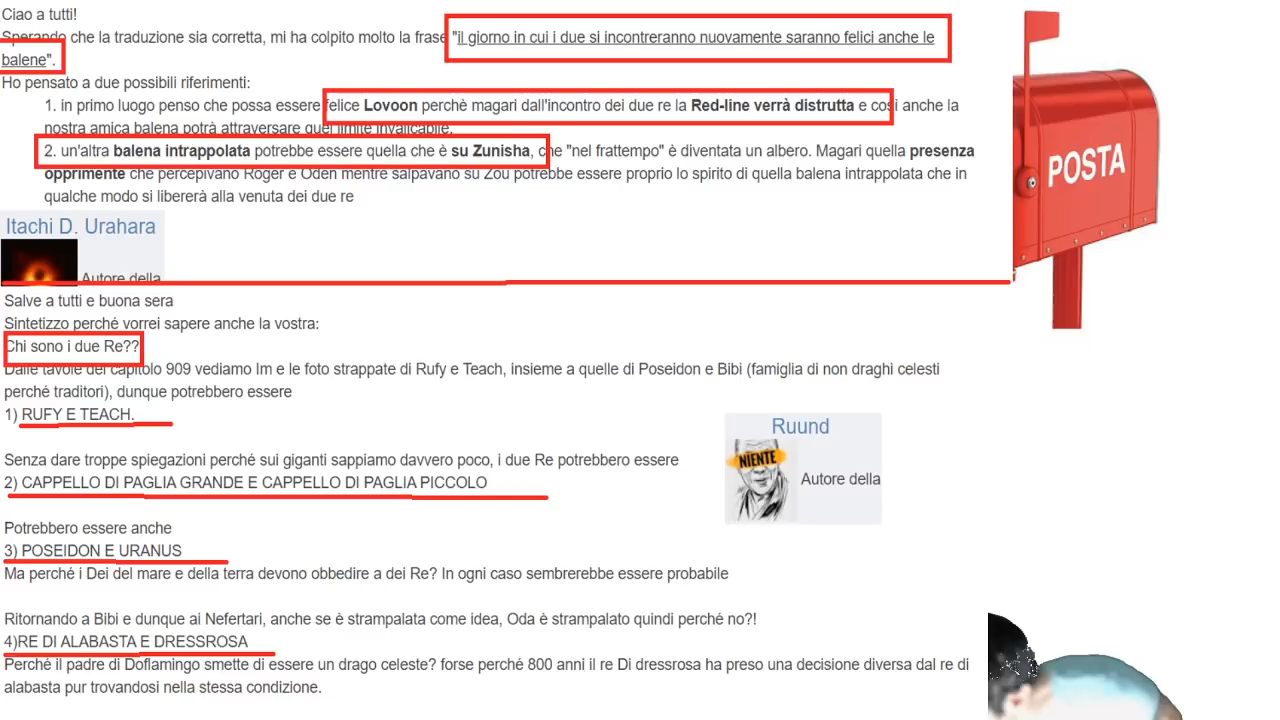 Ciao a tutti!
Sperando che la traduzione sia corretta, mi ha colpito molto la frase "il giorno in cui i due si incontreranno nuovamente saranno felici anche le
balene".
Ho pensato a due possibili riferimenti:
1. in primo luogo penso che possa essere felice Lovoon perchè magari dall'incontro dei due re la Red-line verrà distrutta e così anche la
nostra amica balena potrà attraversare quel limite invalicabile.
2. un'altra balena intrappolata potrebbe essere quella che è su Zunisha, che "nel frattempo" è diventata un albero. Magari quella presenza
opprimente che percepivano Roger e Oden mentre salpavano su Zou potrebbe essere proprio lo spirito di quella balena intrappolata che in
qualche modo si libererà alla venuta dei due re
POSTA
Itachi D. Urahara
Autore della
Salve a tutti e buona sera
Sintetizzo perché vorrei sapere anche la vostra:
Chi sono i due Re??
Dalle tavole del capitolo 909 vediamo Im e le foto strappate di Rufy e Teach, insieme a quelle di Poseidon e Bibi (famiglia di non draghi celesti
perché traditori), dunque potrebbero essere
1) RUFY E TEACH.
Ruund
NIENTE
Autore della
Senza dare troppe spiegazioni perché sui giganti sappiamo davvero poco, i due Re potrebbero essere
2) CAPPELLO DI PAGLIA GRANDE E CAPPELLO DI PAGLIA PICCOLO
Potrebbero essere anche
3) POSEIDON E URANUS
Ma perché i Dei del mare e della terra devono obbedire a dei Re? In ogni caso sembrerebbe essere probabile
Ritornando a Bibi e dunque ai Nefertari, anche se è strampalata come idea, Oda è strampalato quindi perché no?!
4)RE DI ALABASTA E DRESSROSA
Perché il padre di Doflamingo smette di essere un drago celeste? forse perché 800 anni il re Di dressrosa ha preso una decisione diversa dal re di
alabasta pur trovandosi nella stessa condizione.